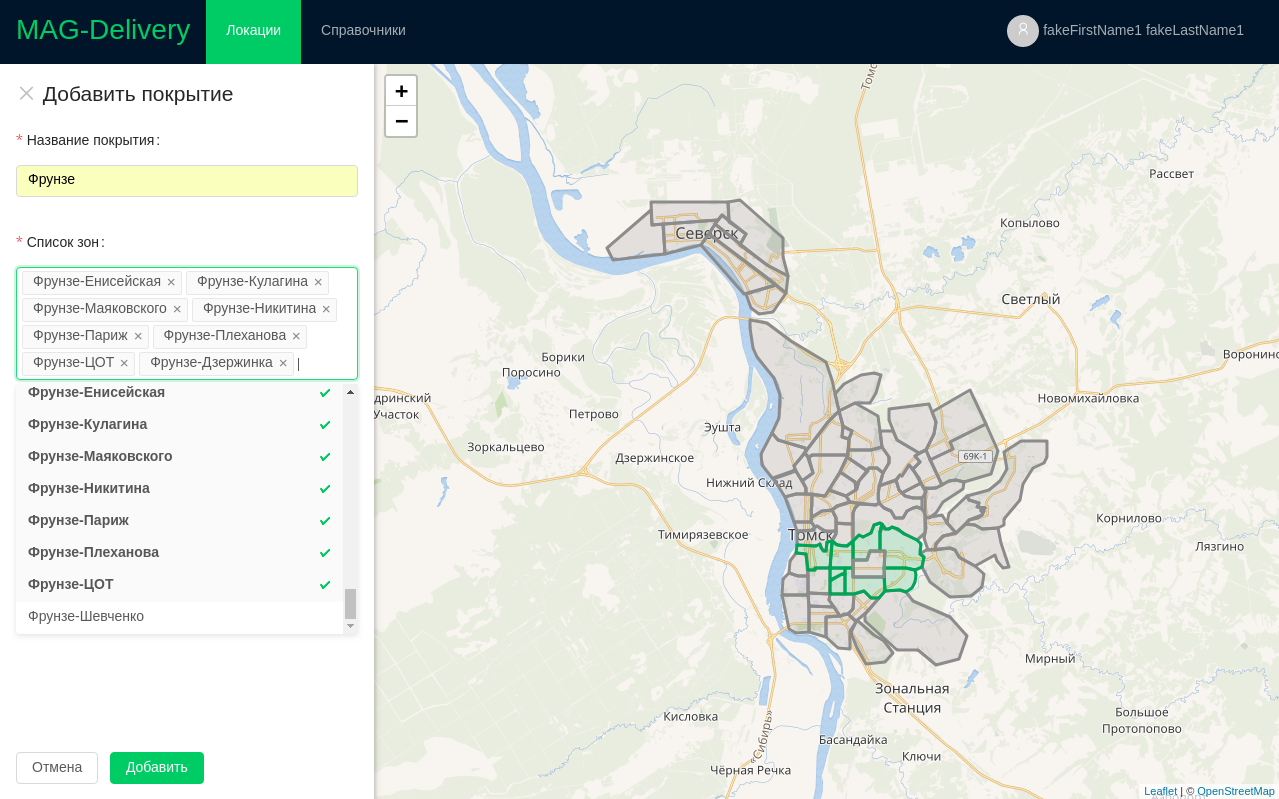 MAG-Delivery
Локации
Справочники
fakeFirstName1 fakeLastName1
Добавить покрытие
* Название покрытия:
Фрунзе
* Список зон:
Фрунзе-Енисейская × Фрунзе-Кулагина ×
Фрунзе-Маяковского × Фрунзе-Никитина ×
Фрунзе-Париж × Фрунзе-Плеханова ×
Фрунзе-ЦОТ × Фрунзе-Дзержинка ×
Фрунзе-Енисейская
Фрунзе-Кулагина
Фрунзе-Маяковского
Фрунзе-Никитина
Фрунзе-Париж
Фрунзе-Плеханова
Фрунзе-ЦОТ
Фрунзе-Шевченко
Отмена
Добавить
+
−
Томс
Рассвет
Северск
Копылово
Светлый
Воронино
Борики
Поросино
дринский
Участок
Петрово
Эушта
Новомихайловка
Зоркальцево
Дзержинское
69К-1
Нижний Склад
Корнилово
Тимирязевское
Томск
Лязгино
Мирный
Зональная
Станция
Кисловка
«Сибирь»
Большое
Протопопово
Басандайка
Ключи
Чёрная Речка
Leaflet | © OpenStreetMap